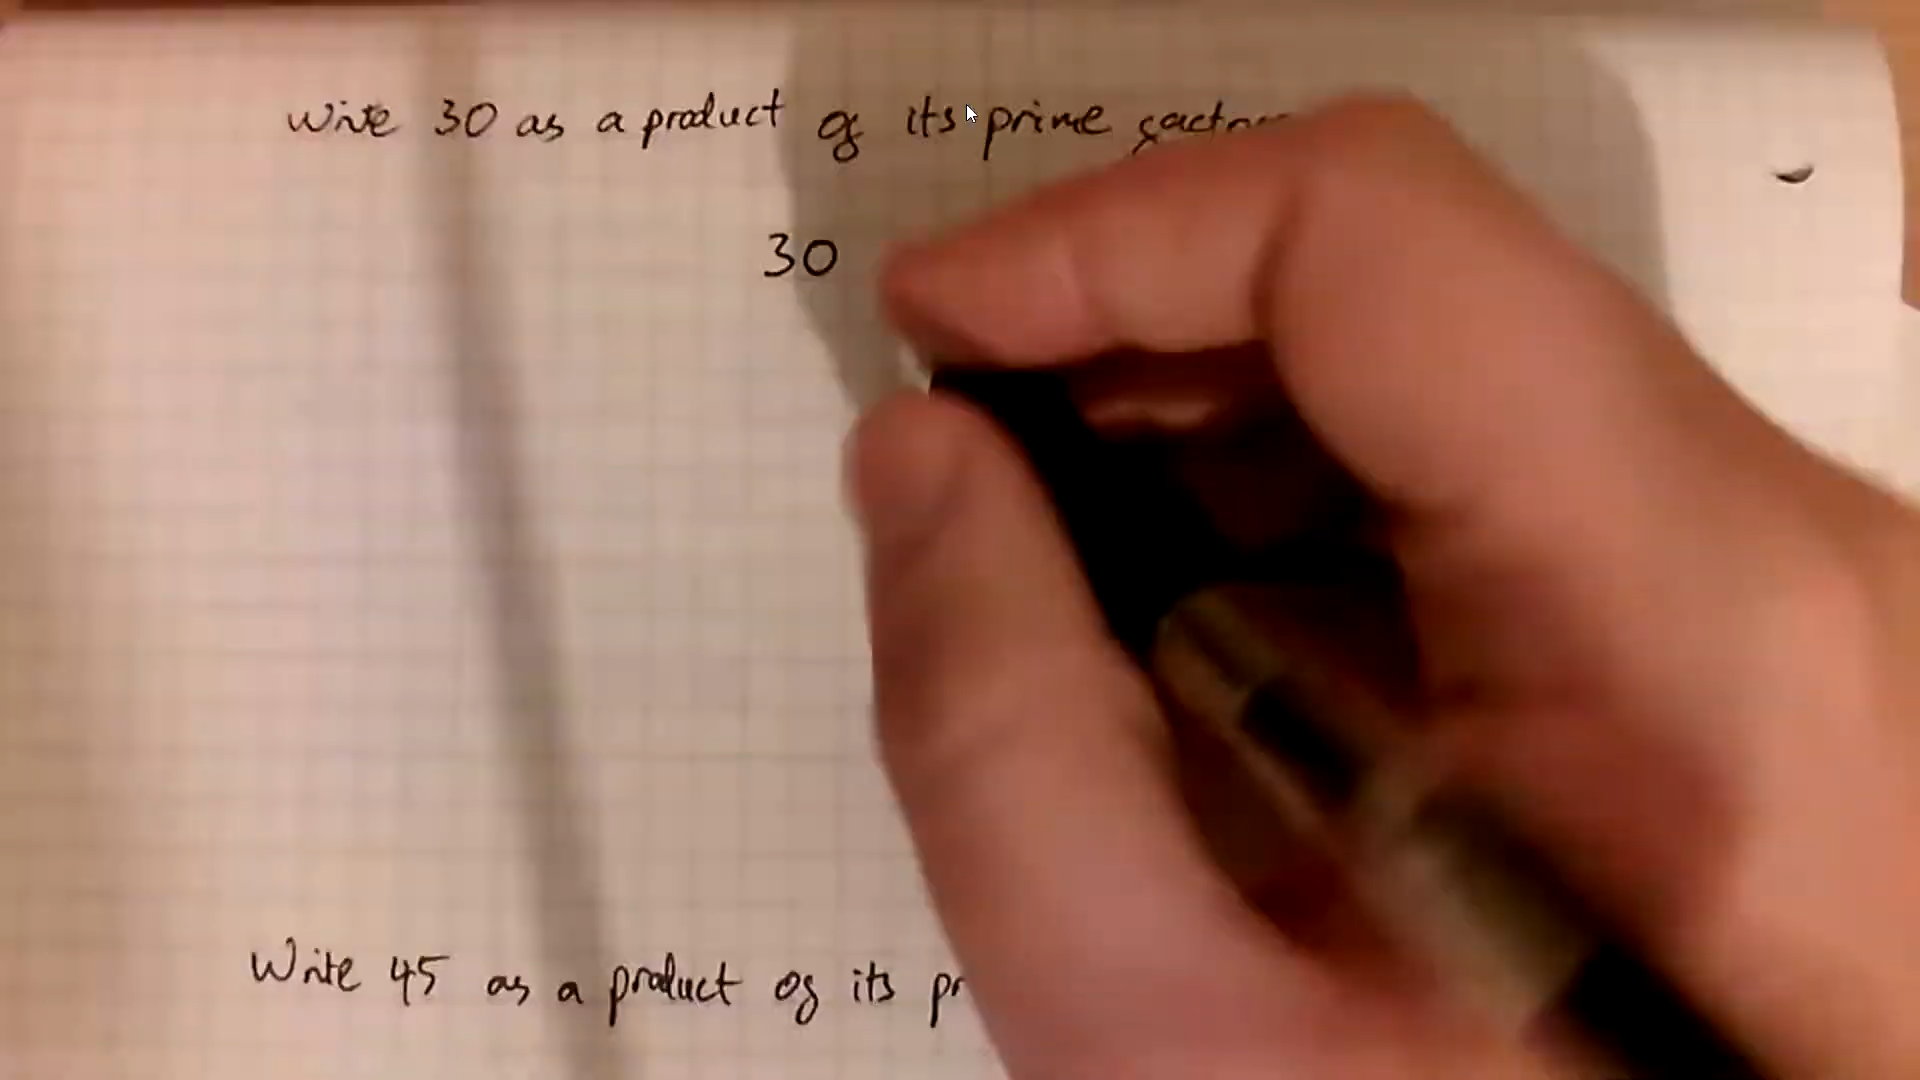 Write 30 as a product of its prime
30
Write 45 as a product of its